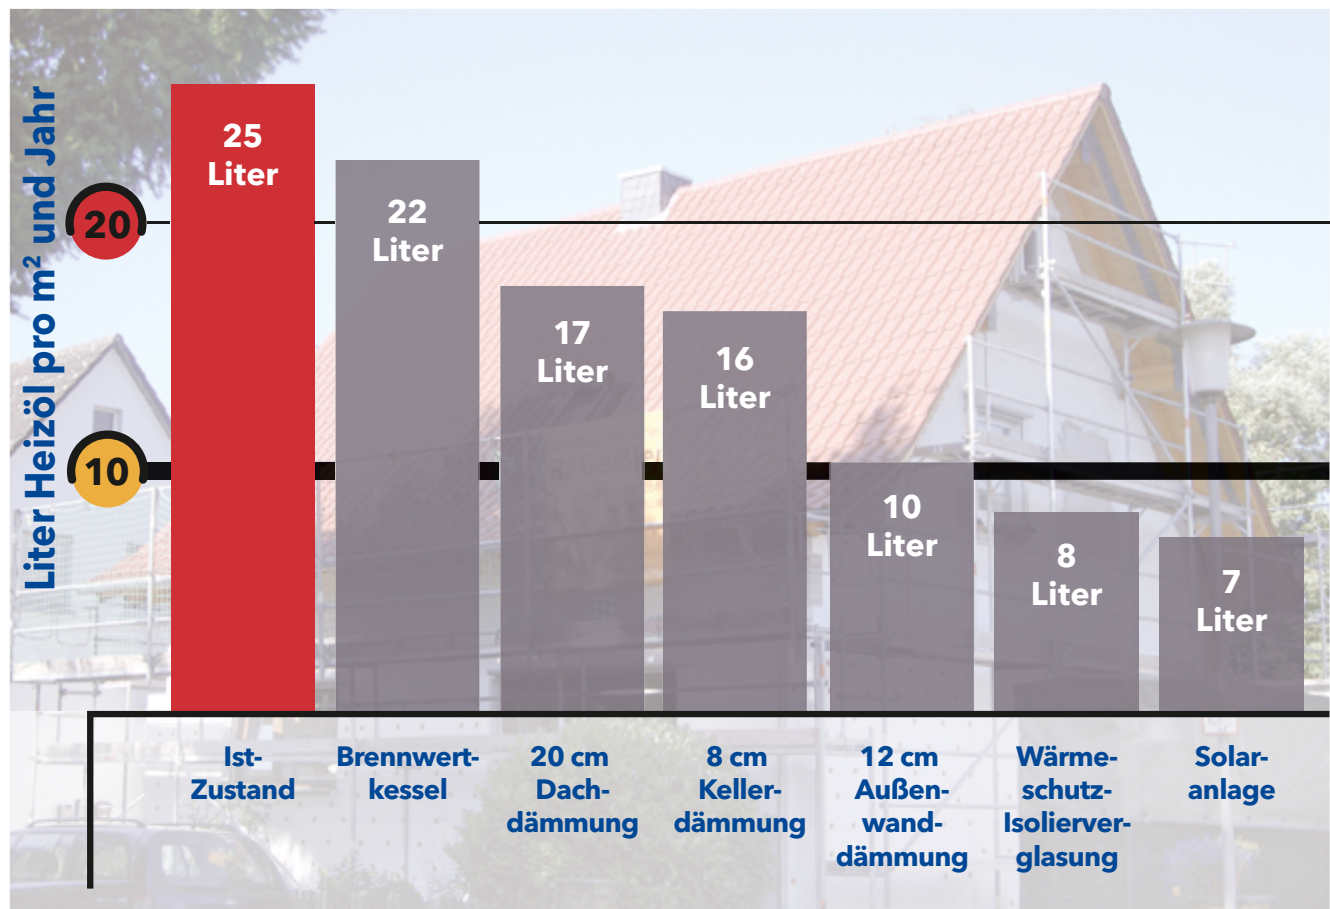 Liter Heizöl pro m² und Jahr
20
10
25
Liter
22
Liter
17
Liter
16
Liter
10
Liter
8
Liter
7
Liter
Ist-
Zustand
Brennwert-
kessel
20 cm
Dach-
dämmung
8 cm
Keller-
dämmung
12 cm
Außen-
wand-
dämmung
Wärme-
schutz-
Isolierver-
glasung
Solar-
anlage